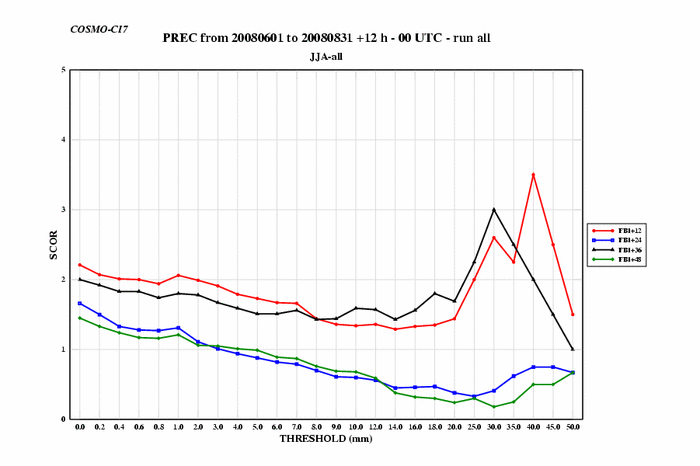 COSMO-C17
PREC from 20080601 to 20080831 +12 h - 00 UTC - run all
JJA-all
5
4
3
2
1
0
SCOR
0.0 0.2 0.4 0.6 0.8 1.0 2.0 3.0 4.0 5.0 6.0 7.0 8.0 9.0 10.0 12.0 14.0 16.0 18.0 20.0 25.0 30.0 35.0 40.0 45.0 50.0
THRESHOLD (mm)
FBI+12
FBI+24
FBI+36
FBI+48